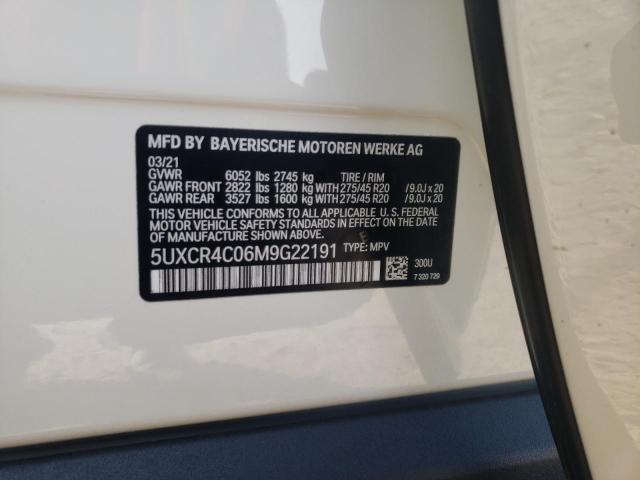 MFD BY BAYERISCHE MOTOREN WERKE AG
03/21
GVWR 6052 lbs 2745 kg TIRE / RIM
GAWR FRONT 2822 lbs 1280 kg WITH 275/45 R20 /9.0J x 20
GAWR REAR 3527 lbs 1600 kg WITH 275/45 R20 /9.0J x 20
THIS VEHICLE CONFORMS TO ALL APPLICABLE U. S. FEDERAL
MOTOR VEHICLE SAFETY STANDARDS IN EFFECT ON THE DATE OF
MANUFACTURE SHOWN ABOVE.
5UXCR4C06M9G22191 TYPE: MPV
300U
7 320 729